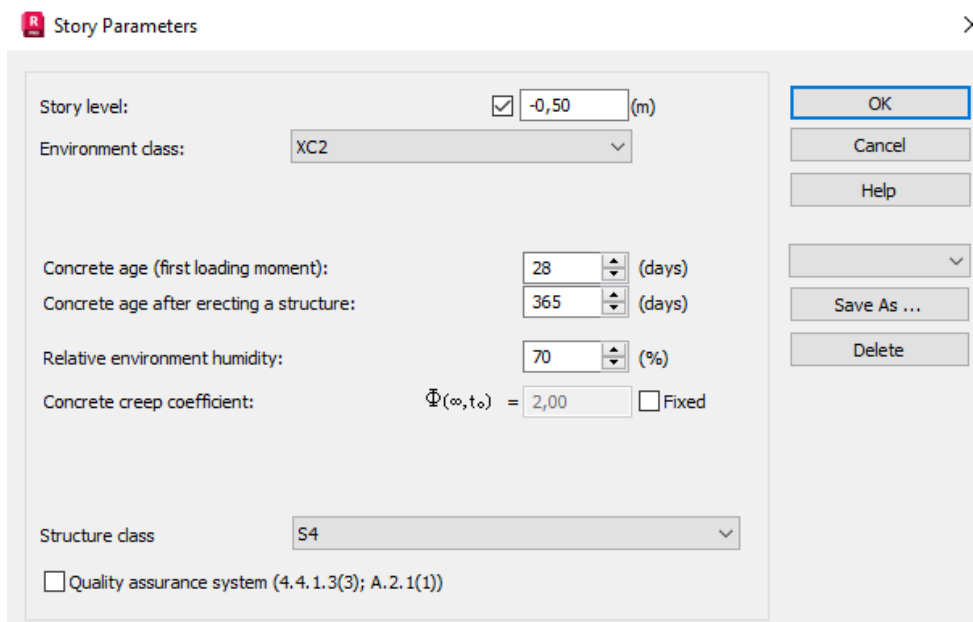 R
PRO
Story Parameters
Story level:
-0,50
(m)
OK
Environment class:
XC2
Cancel
Help
Concrete age (first loading moment):
28
(days)
Concrete age after erecting a structure:
365
(days)
Save As ...
Relative environment humidity:
70
(%)
Delete
Concrete creep coefficient:
Φ(∞,t₀) =
2,00
Fixed
Structure class
S4
Quality assurance system (4.4.1.3(3); A.2.1(1))